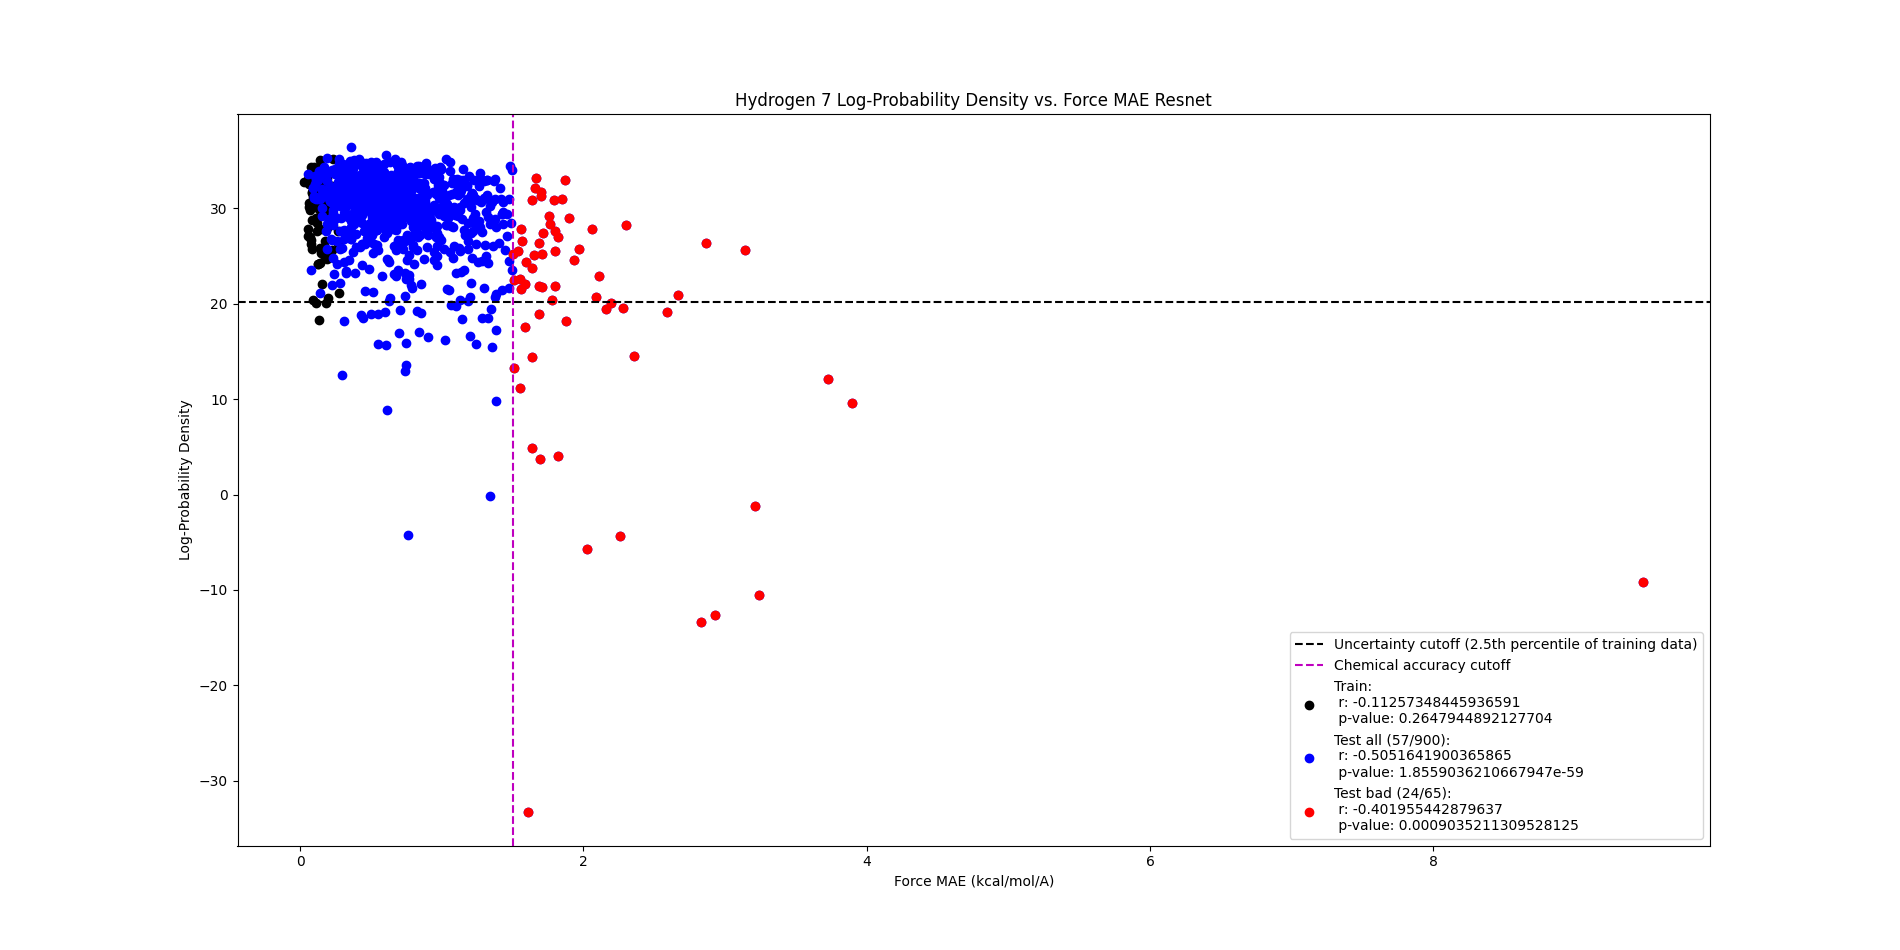 Hydrogen 7 Log-Probability Density vs. Force MAE Resnet
Log-Probability Density
30
20
10
0
−10
−20
−30
0
2
4
6
8
Force MAE (kcal/mol/A)
Uncertainty cutoff (2.5th percentile of training data)
Chemical accuracy cutoff
Train:
r: -0.11257348445936591
p-value: 0.2647944892127704
Test all (57/900):
r: -0.5051641900365865
p-value: 1.8559036210667947e-59
Test bad (24/65):
r: -0.401955442879637
p-value: 0.0009035211309528125